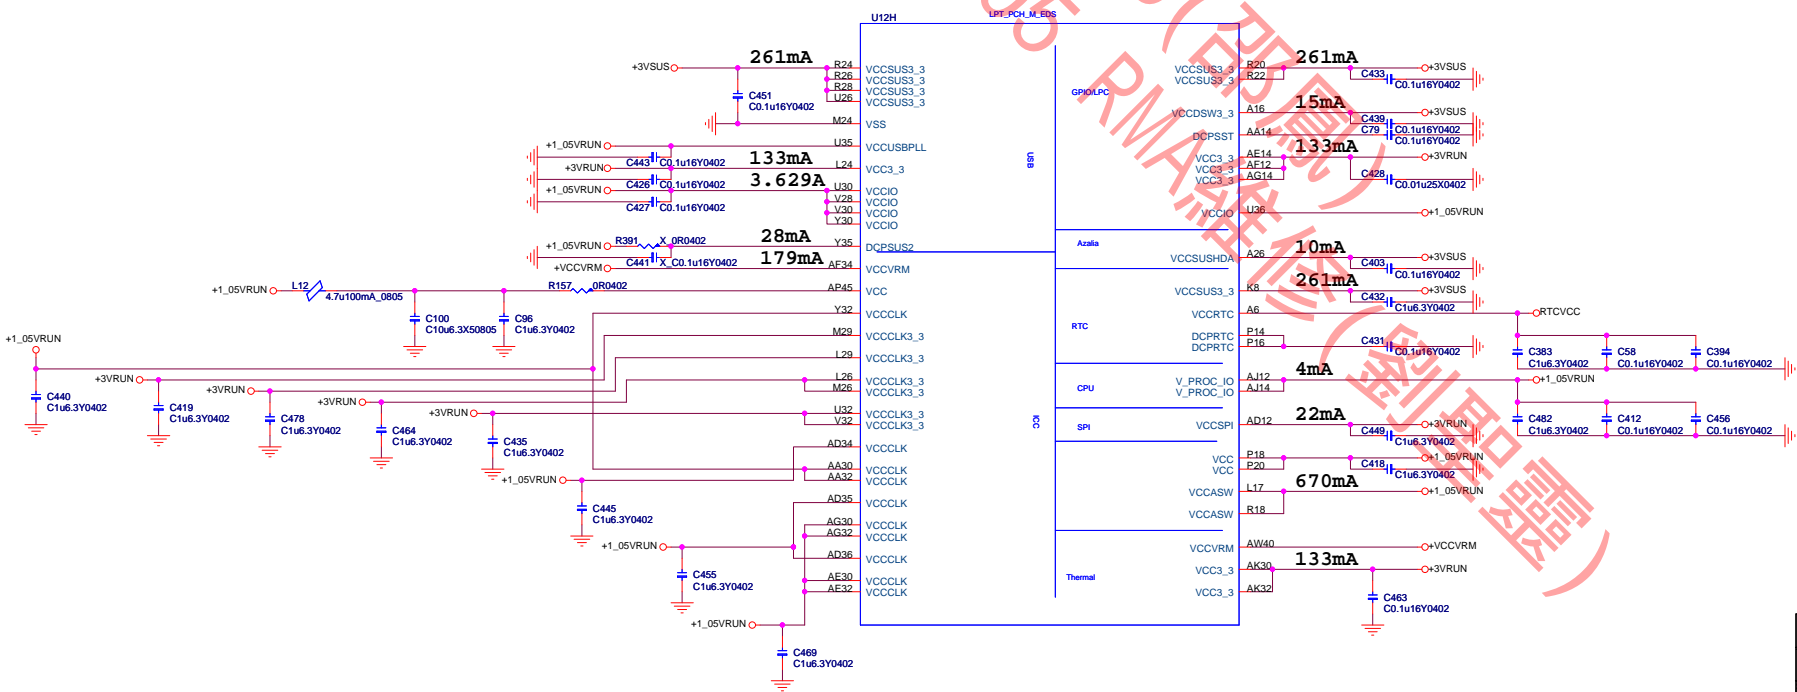 U12H
LPT_PCH_M_EDS
+3VSUS
261mA
R24
R26
R28
U26
VCCSUS3_3
VCCSUS3_3
VCCSUS3_3
VCCSUS3_3
C451
C0.1u16Y0402
M24
VSS
+1_05VRUN
U35
VCCUSBPLL
C443
C0.1u16Y0402
+3VRUN
133mA
L24
VCC3_3
C426
C0.1u16Y0402
+1_05VRUN
3.629A
U30
V28
V30
Y30
VCCIO
VCCIO
VCCIO
VCCIO
C427
C0.1u16Y0402
+1_05VRUN
R391
X_0R0402
28mA
Y35
DCPSUS2
C441
X_C0.1u16Y0402
+VCCVRM
179mA
AF34
VCCVRM
+1_05VRUN
L12
4.7u100mA_0805
R157
0R0402
AP45
VCC
C100
C10u6.3X50805
C96
C1u6.3Y0402
Y32
VCCCLK
+1_05VRUN
M29
VCCCLK3_3
L29
VCCCLK3_3
+3VRUN
+3VRUN
+3VRUN
+3VRUN
L26
M26
VCCCLK3_3
VCCCLK3_3
U32
V32
VCCCLK3_3
VCCCLK3_3
C440
C1u6.3Y0402
C419
C1u6.3Y0402
C478
C1u6.3Y0402
C464
C1u6.3Y0402
C435
C1u6.3Y0402
AD34
VCCCLK
AA30
AA32
VCCCLK
VCCCLK
+1_05VRUN
C445
C1u6.3Y0402
AD35
VCCCLK
AG30
AG32
VCCCLK
VCCCLK
+1_05VRUN
AD36
VCCCLK
C455
C1u6.3Y0402
AE30
AE32
VCCCLK
VCCCLK
+1_05VRUN
C469
C1u6.3Y0402
USB
ICC
GPIO/LPC
Azalia
RTC
CPU
SPI
Thermal
VCCSUS3_3
VCCSUS3_3
R20
R22
261mA
+3VSUS
C433
C0.1u16Y0402
VCCDSW3_3
A16
15mA
+3VSUS
C439
C0.1u16Y0402
DCPSST
AA14
C79
C0.1u16Y0402
VCC3_3
VCC3_3
VCC3_3
AE14
AF12
AG14
133mA
+3VRUN
C428
C0.01u25X0402
VCCIO
U36
+1_05VRUN
VCCSUSHDA
A26
10mA
+3VSUS
C403
C0.1u16Y0402
VCCSUS3_3
K8
261mA
+3VSUS
C432
C1u6.3Y0402
VCCRTC
A6
RTCVCC
DCPRTC
DCPRTC
P14
P16
C431
C0.1u16Y0402
C383
C1u6.3Y0402
C58
C0.1u16Y0402
C394
C0.1u16Y0402
V_PROC_IO
V_PROC_IO
AJ12
AJ14
4mA
+1_05VRUN
C482
C1u6.3Y0402
C412
C0.1u16Y0402
C456
C0.1u16Y0402
VCCSPI
AD12
22mA
+3VRUN
C449
C1u6.3Y0402
VCC
VCC
P18
P20
+1_05VRUN
C418
C1u6.3Y0402
VCCASW
L17
670mA
+1_05VRUN
VCCASW
R18
VCCVRM
AW40
+VCCVRM
VCC3_3
AK30
133mA
+3VRUN
VCC3_3
AK32
C463
C0.1u16Y0402
(邵鳳)
RMA維修(劉聖靈)